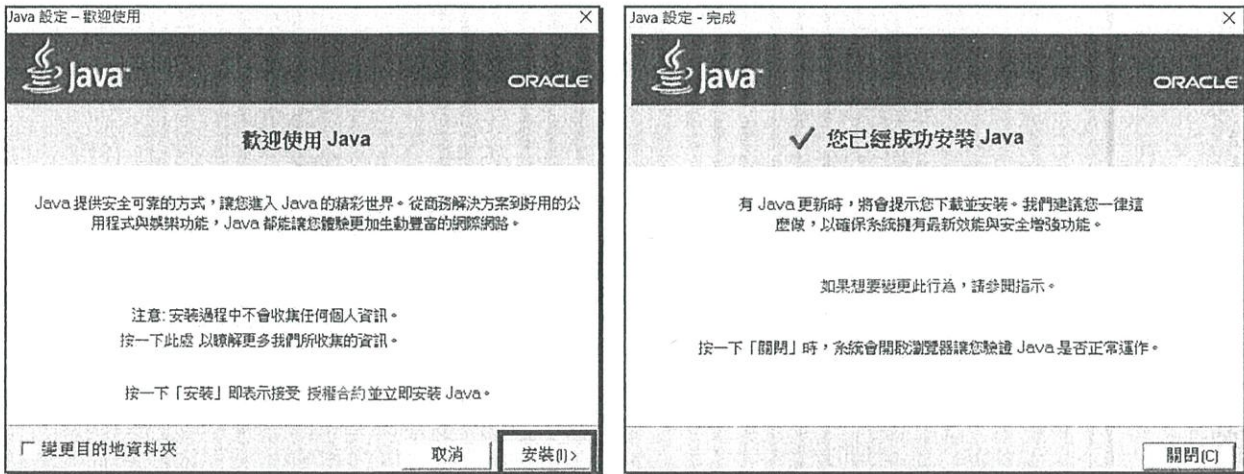 Java 設定 – 歡迎使用
Java™
ORACLE
歡迎使用 Java
Java 提供安全可靠的方式，讓您進入 Java 的精彩世界。從商務解決方案到好用的公
用程式與娛樂功能，Java 都能讓您體驗更加生動豐富的網際網路。
注意: 安裝過程中不會收集任何個人資訊。
按一下此處 以瞭解更多我們所收集的資訊。
按一下「安裝」即表示接受 授權合約 並立即安裝 Java。
變更目的地資料夾
取消
安裝(I)>
Java 設定 - 完成
Java™
ORACLE
您已經成功安裝 Java
有 Java 更新時，將會提示您下載並安裝。我們建議您一律這
麼做，以確保系統擁有最新效能與安全增強功能。
如果想要變更此行為，請參閱指示。
按一下「關閉」時，系統會開啟瀏覽器讓您驗證 Java 是否正常運作。
關閉(C)